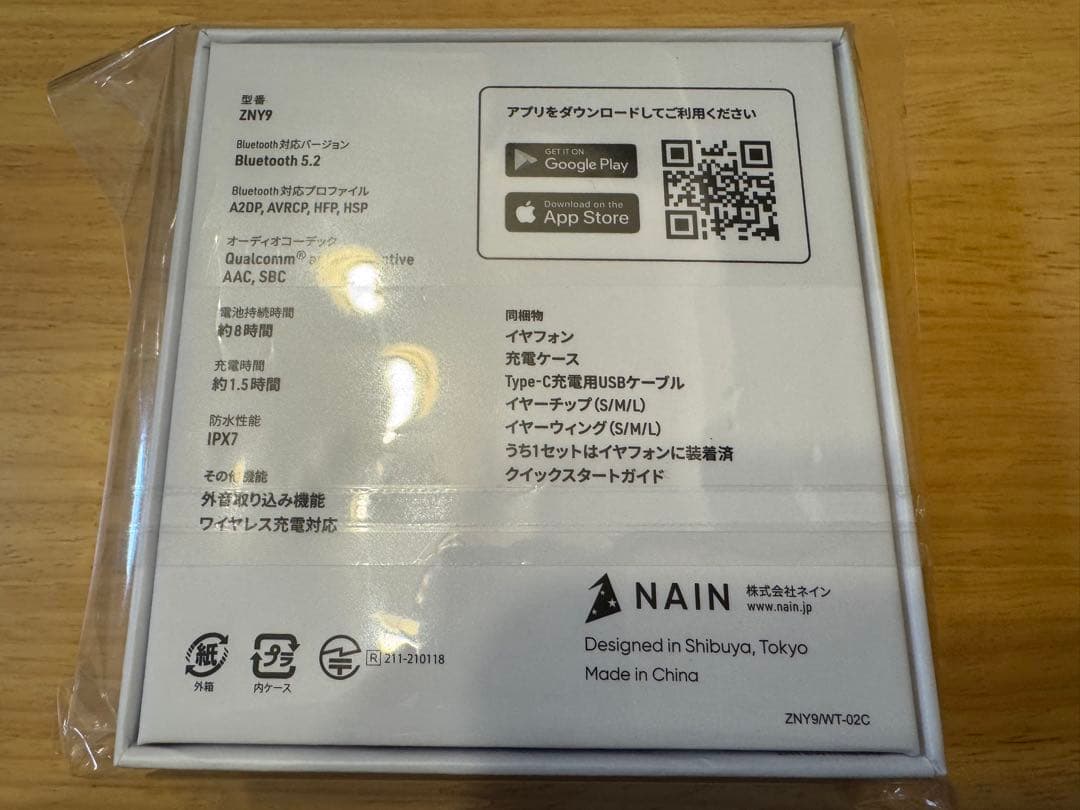 型番
ZNY9
Bluetooth対応バージョン
Bluetooth 5.2
Bluetooth対応プロファイル
A2DP, AVRCP, HFP, HSP
オーディオコーデック
Qualcomm®
AAC, SBC
電池持続時間
約8時間
充電時間
約1.5時間
防水性能
IPX7
その他機能
外音取り込み機能
ワイヤレス充電対応
アプリをダウンロードしてご利用ください
GET IT ON
Google Play
Download on the
App Store
同梱物
イヤフォン
充電ケース
Type-C充電用USBケーブル
イヤーチップ(S/M/L)
イヤーウィング(S/M/L)
うち1セットはイヤフォンに装着済
クイックスタートガイド
NAIN 株式会社ネイン
www.nain.jp
Designed in Shibuya, Tokyo
Made in China
紙
外箱
プラ
内ケース
R 211-210118
ZNY9/WT-02C